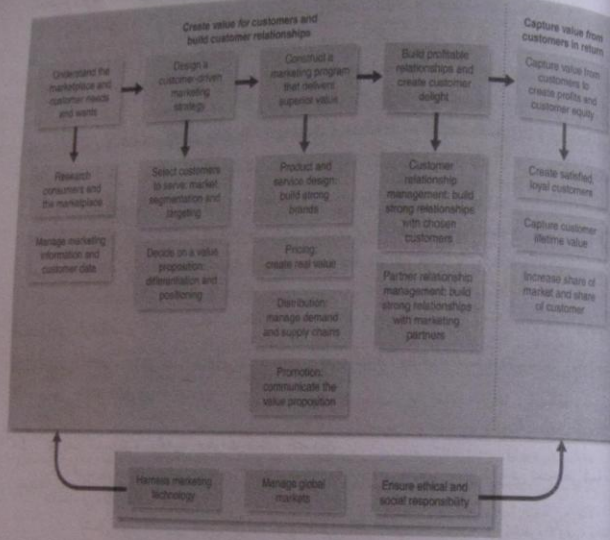 Create value for customers and
build customer relationships
Capture value from
customers in return
Understand the
marketplace and
customer needs
and wants
Design a
customer-driven
marketing
strategy
Construct a
marketing program
that delivers
superior value
Build profitable
relationships and
create customer
delight
Capture value from
customers to
create profits and
customer equity
Research
consumers and
the marketplace
Manage marketing
information and
customer data
Select customers
to serve: market
segmentation and
targeting
Decide on a value
proposition:
differentiation and
positioning
Product and
service design:
build strong
brands
Pricing:
create real value
Distribution:
manage demand
and supply chains
Promotion:
communicate the
value proposition
Customer
relationship
management: build
strong relationships
with chosen
customers
Partner relationship
management: build
strong relationships
with marketing
partners
Create satisfied,
loyal customers
Capture customer
lifetime value
Increase share of
market and share
of customer
Harness marketing
technology
Manage global
markets
Ensure ethical and
social responsibility